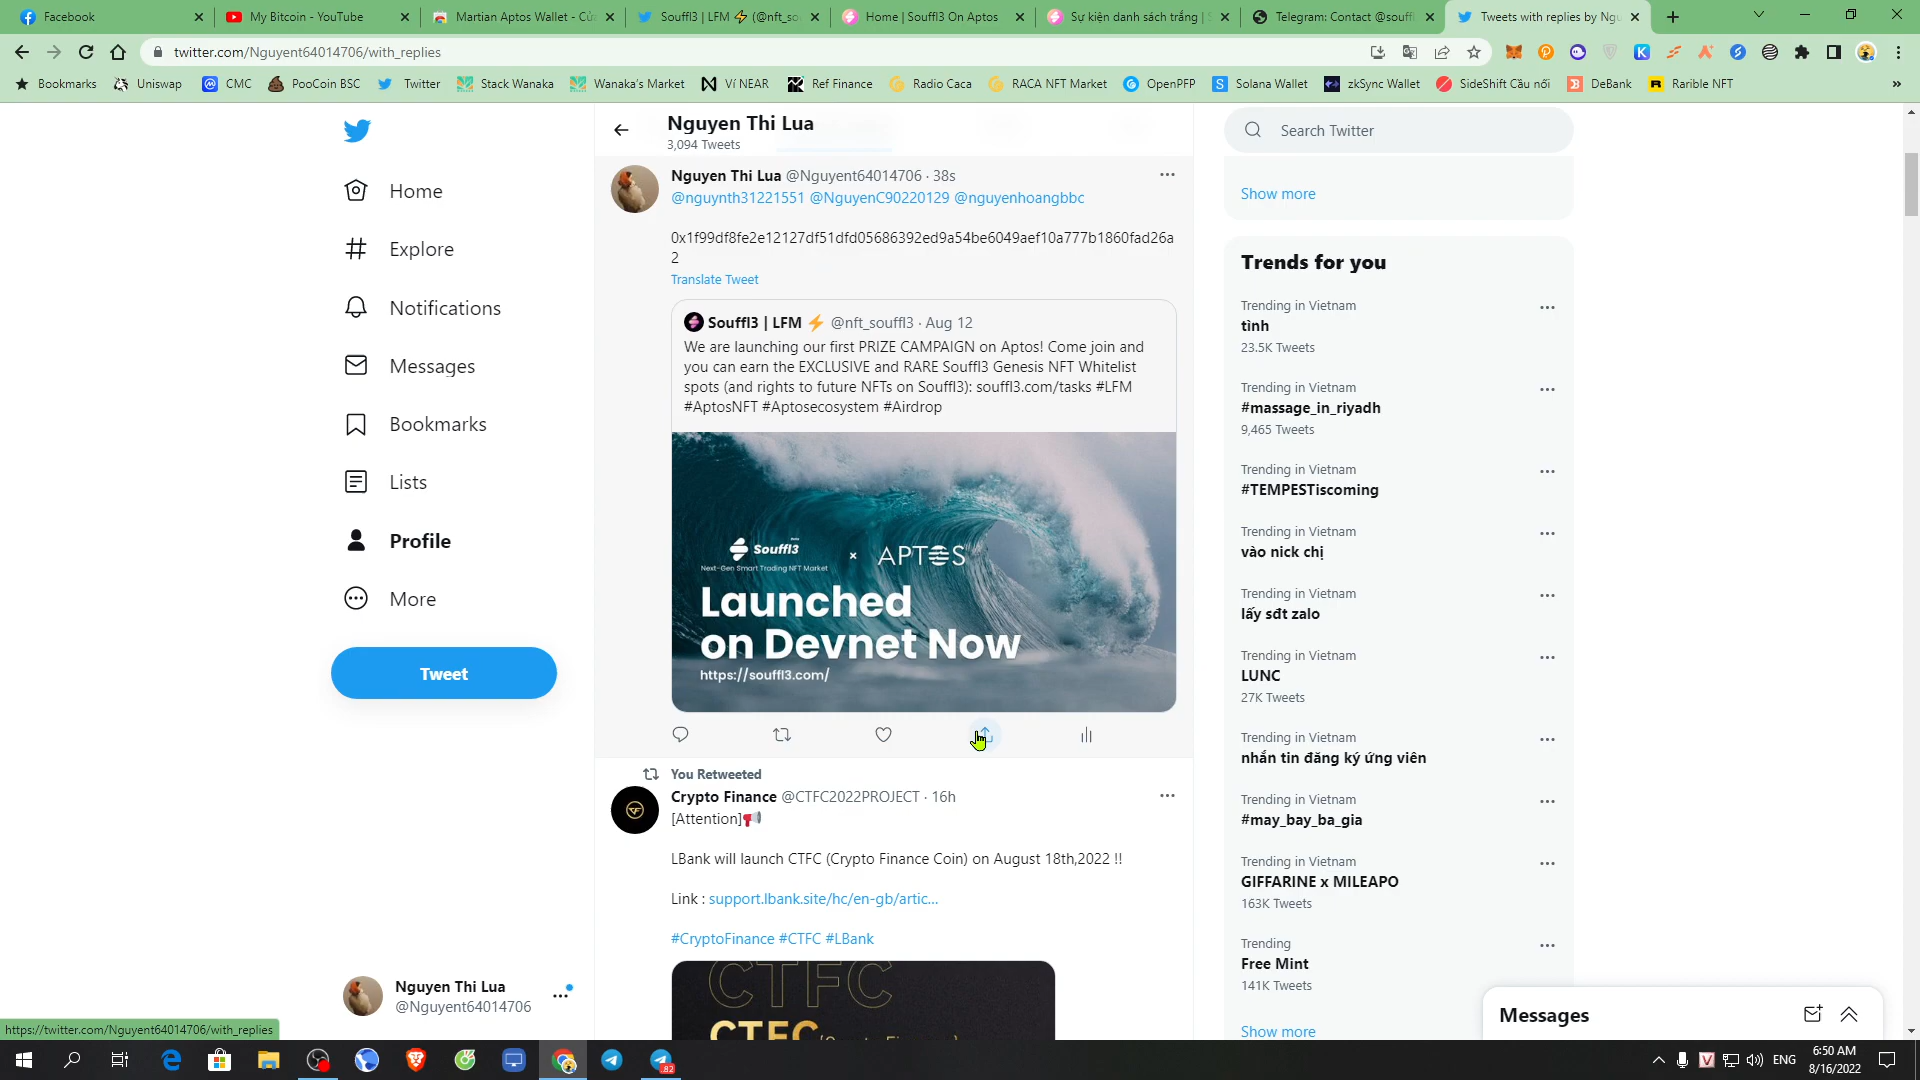 Facebook
My Bitcoin - YouTube
Martian Aptos Wallet - Cửa
Souffl3 | LFM ⚡ (@nft_so
Home | Souffl3 On Aptos
Sự kiện danh sách trắng |
Telegram: Contact @souffl
Tweets with replies by Ngu
twitter.com/Nguyent64014706/with_replies
Bookmarks
Uniswap
CMC
PooCoin BSC
Twitter
Stack Wanaka
Wanaka's Market
Ví NEAR
Ref Finance
Radio Caca
RACA NFT Market
OpenPFP
Solana Wallet
zkSync Wallet
SideShift Cầu nối
DeBank
Rarible NFT
Home
Explore
Notifications
Messages
Bookmarks
Lists
Profile
More
Tweet
Nguyen Thi Lua
@Nguyent64014706
https://twitter.com/Nguyent64014706/with_replies
Nguyen Thi Lua
3,094 Tweets
Nguyen Thi Lua @Nguyent64014706 · 38s
@nguynth31221551 @NguyenC90220129 @nguyenhoangbbc
0x1f99df8fe2e12127df51dfd05686392ed9a54be6049aef10a777b1860fad26a
2
Translate Tweet
Souffl3 | LFM ⚡ @nft_souffl3 · Aug 12
We are launching our first PRIZE CAMPAIGN on Aptos! Come join and
you can earn the EXCLUSIVE and RARE Souffl3 Genesis NFT Whitelist
spots (and rights to future NFTs on Souffl3): souffl3.com/tasks #LFM
#AptosNFT #Aptosecosystem #Airdrop
Souffl3 × APTOS
Next-Gen Smart Trading NFT Market
Launched
on Devnet Now
https://souffl3.com/
You Retweeted
Crypto Finance @CTFC2022PROJECT · 16h
[Attention]📢
LBank will launch CTFC (Crypto Finance Coin) on August 18th,2022 !!
Link : support.lbank.site/hc/en-gb/artic...
#CryptoFinance #CTFC #LBank
CTFC
CTFC (Crypto Finance)
Search Twitter
Show more
Trends for you
Trending in Vietnam
tình
23.5K Tweets
Trending in Vietnam
#massage_in_riyadh
9,465 Tweets
Trending in Vietnam
#TEMPESTiscoming
Trending in Vietnam
vào nick chị
Trending in Vietnam
lấy sđt zalo
Trending in Vietnam
LUNC
27K Tweets
Trending in Vietnam
nhắn tin đăng ký ứng viên
Trending in Vietnam
#may_bay_ba_gia
Trending in Vietnam
GIFFARINE x MILEAPO
163K Tweets
Trending
Free Mint
141K Tweets
Show more
Messages
82
ENG
6:50 AM
8/16/2022